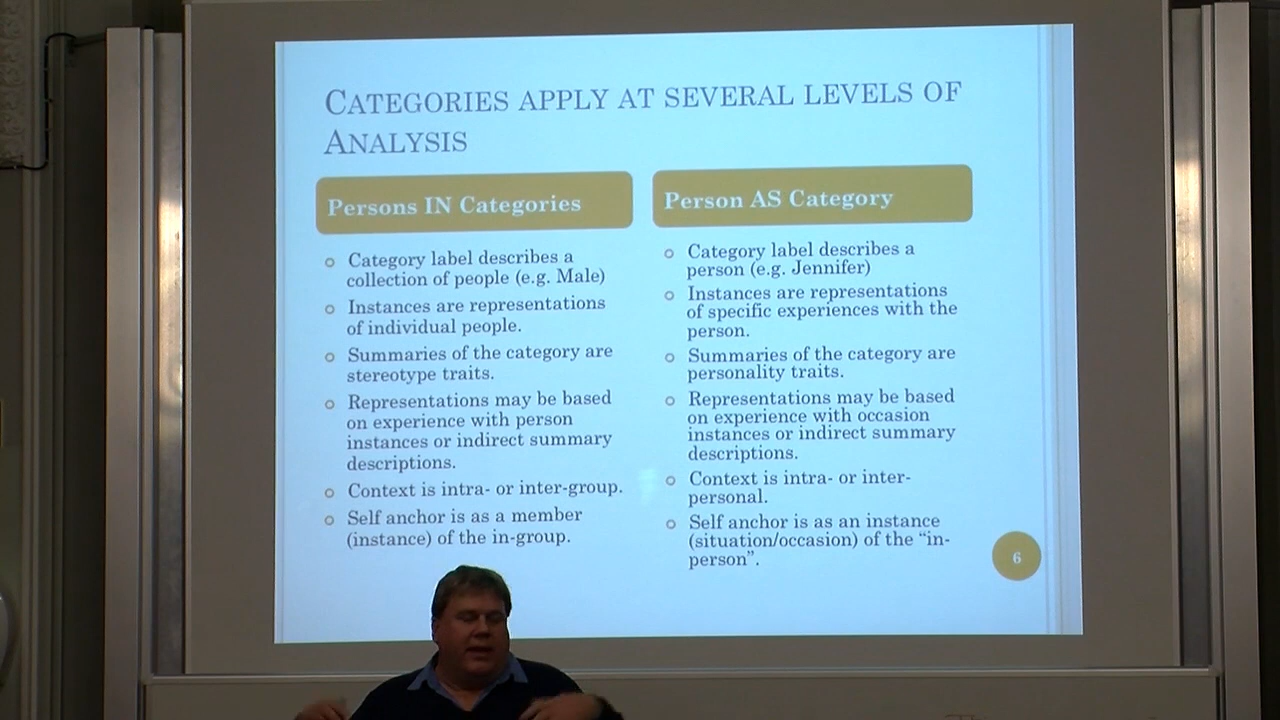 CATEGORIES APPLY AT SEVERAL LEVELS OF
ANALYSIS
Persons IN Categories
Category label describes a
collection of people (e.g. Male)
Instances are representations
of individual people.
Summaries of the category are
stereotype traits.
Representations may be based
on experience with person
instances or indirect summary
descriptions.
Context is intra- or inter-group.
Self anchor is as a member
(instance) of the in-group.
Person AS Category
Category label describes a
person (e.g. Jennifer)
Instances are representations
of specific experiences with the
person.
Summaries of the category are
personality traits.
Representations may be based
on experience with occasion
instances or indirect summary
descriptions.
Context is intra- or inter-
personal.
Self anchor is as an instance
(situation/occasion) of the “in-
person”.
6